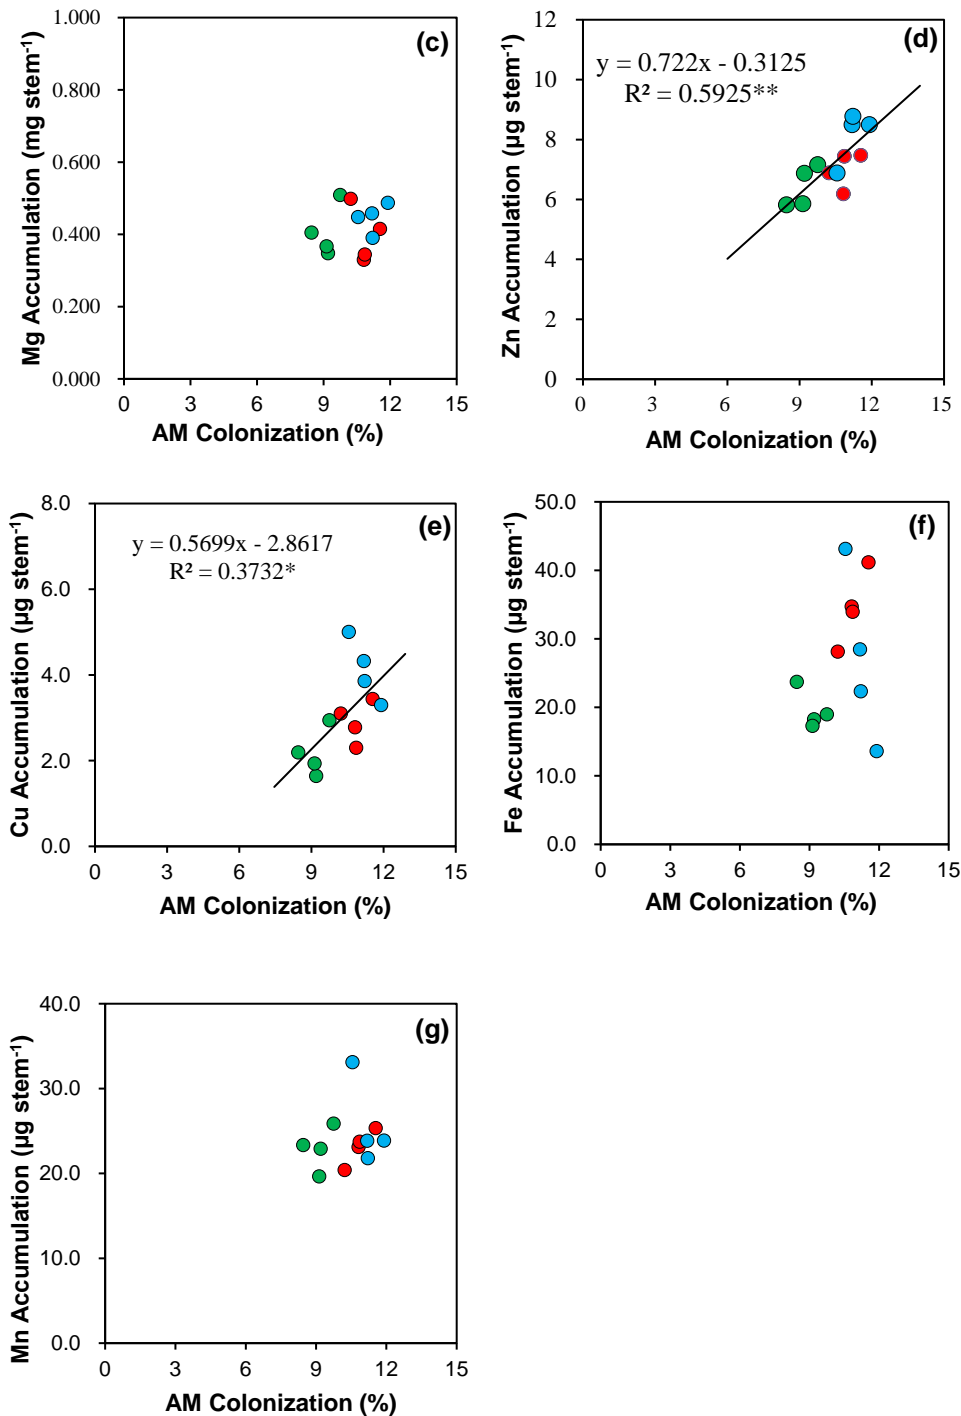 (c)
Mg Accumulation (mg stem-1)
1.000
0.800
0.600
0.400
0.200
0.000
0 3 6 9 12 15
AM Colonization (%)
(d)
y = 0.722x - 0.3125
R² = 0.5925**
Zn Accumulation (µg stem-1)
12
10
8
6
4
2
0
0 3 6 9 12 15
AM Colonization (%)
(e)
y = 0.5699x - 2.8617
R² = 0.3732*
Cu Accumulation (µg stem-1)
8.0
6.0
4.0
2.0
0.0
0 3 6 9 12 15
AM Colonization (%)
(f)
Fe Accumulation (µg stem-1)
50.0
40.0
30.0
20.0
10.0
0.0
0 3 6 9 12 15
AM Colonization (%)
(g)
Mn Accumulation (µg stem-1)
40.0
30.0
20.0
10.0
0.0
0 3 6 9 12 15
AM Colonization (%)